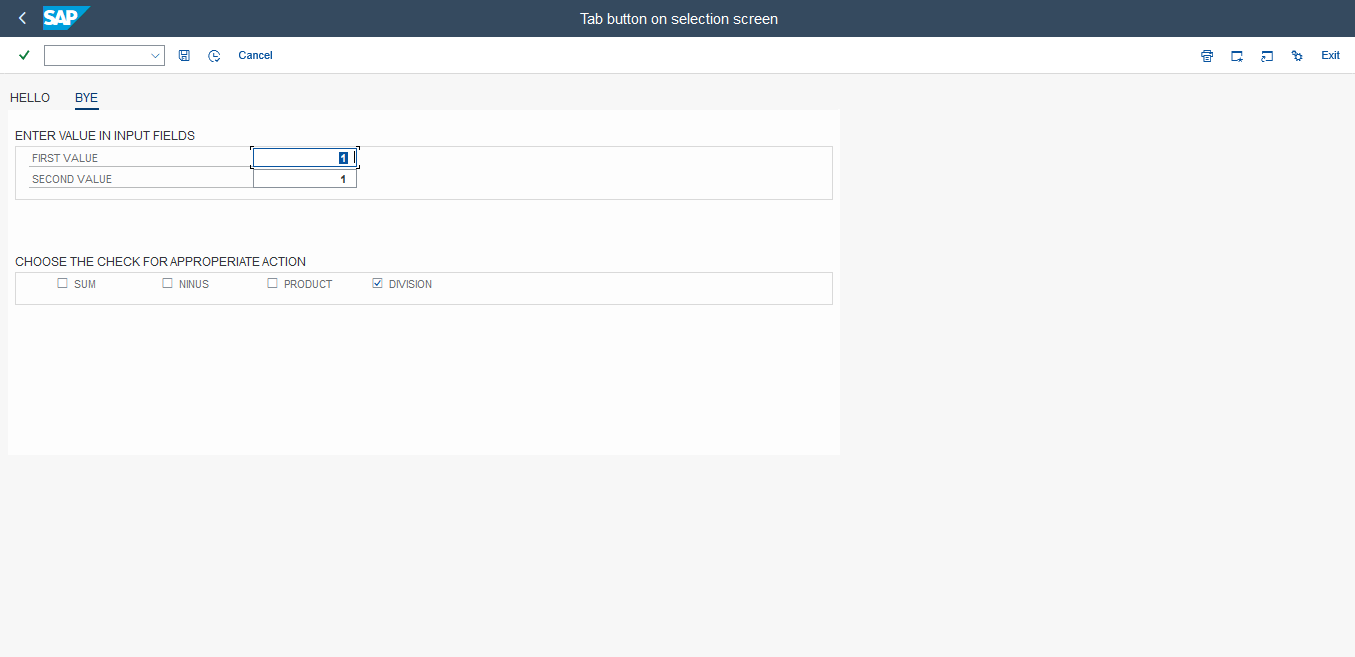 SAP
Tab button on selection screen
Cancel
Exit
HELLO BYE
ENTER VALUE IN INPUT FIELDS
FIRST VALUE 1
SECOND VALUE 1
CHOOSE THE CHECK FOR APPROPERIATE ACTION
SUM NINUS PRODUCT DIVISION